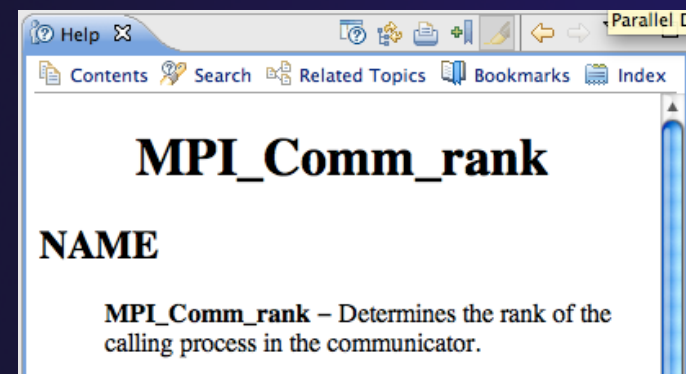 Help
Parallel D
Contents Search Related Topics Bookmarks Index
MPI_Comm_rank
NAME
MPI_Comm_rank – Determines the rank of the
calling process in the communicator.